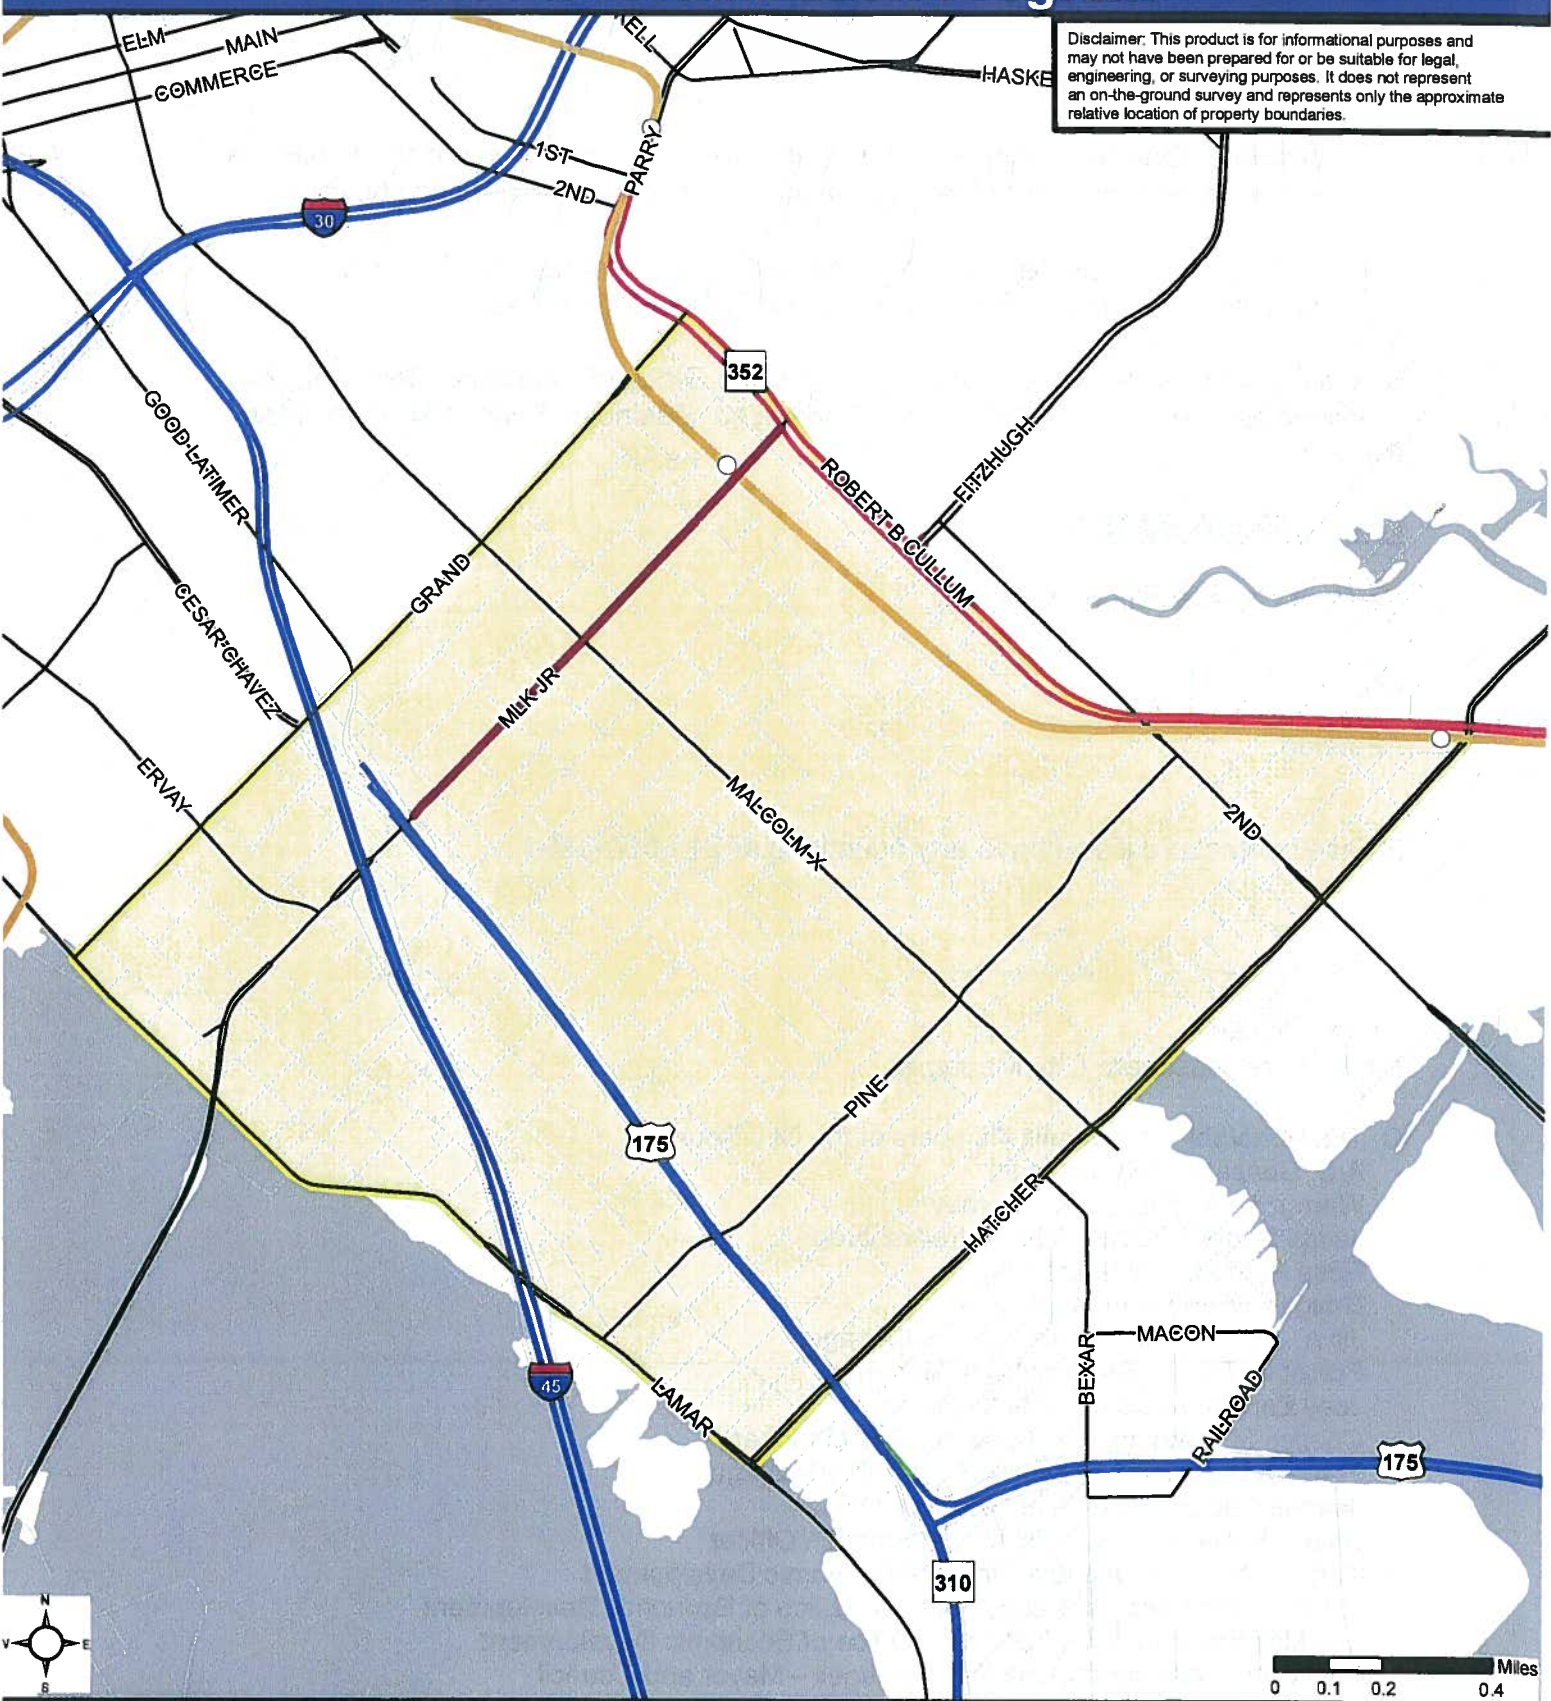 Disclaimer: This product is for informational purposes and
may not have been prepared for or be suitable for legal,
engineering, or surveying purposes. It does not represent
an on-the-ground survey and represents only the approximate
relative location of property boundaries.
ELM
MAIN
COMMERCE
HASKE
1ST
2ND
PARRY
30
352
GOOD-LATIMER
FITZHUGH
ROBERT B CULLUM
GRAND
CESAR CHAVEZ
MLK JR
ERVAY
MALCOLM X
2ND
PINE
175
HATCHER
MACON
BEXAR
45
LAMAR
RAILROAD
175
310
N
E
S
Miles
0 0.1 0.2 0.4